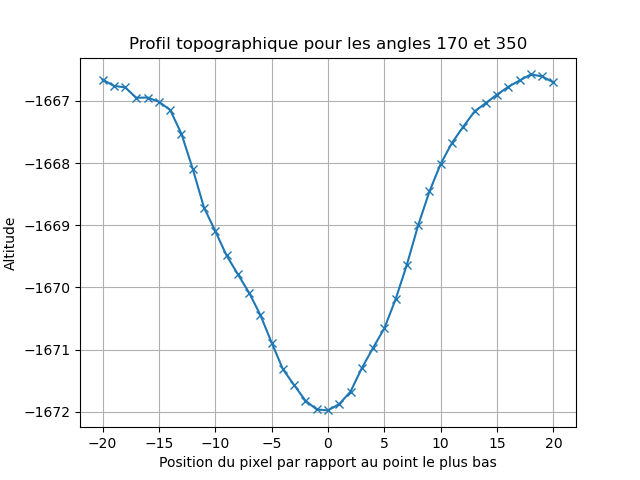 Profil topographique pour les angles 170 et 350
−1667
−1668
−1669
−1670
−1671
−1672
Altitude
−20 −15 −10 −5 0 5 10 15 20
Position du pixel par rapport au point le plus bas